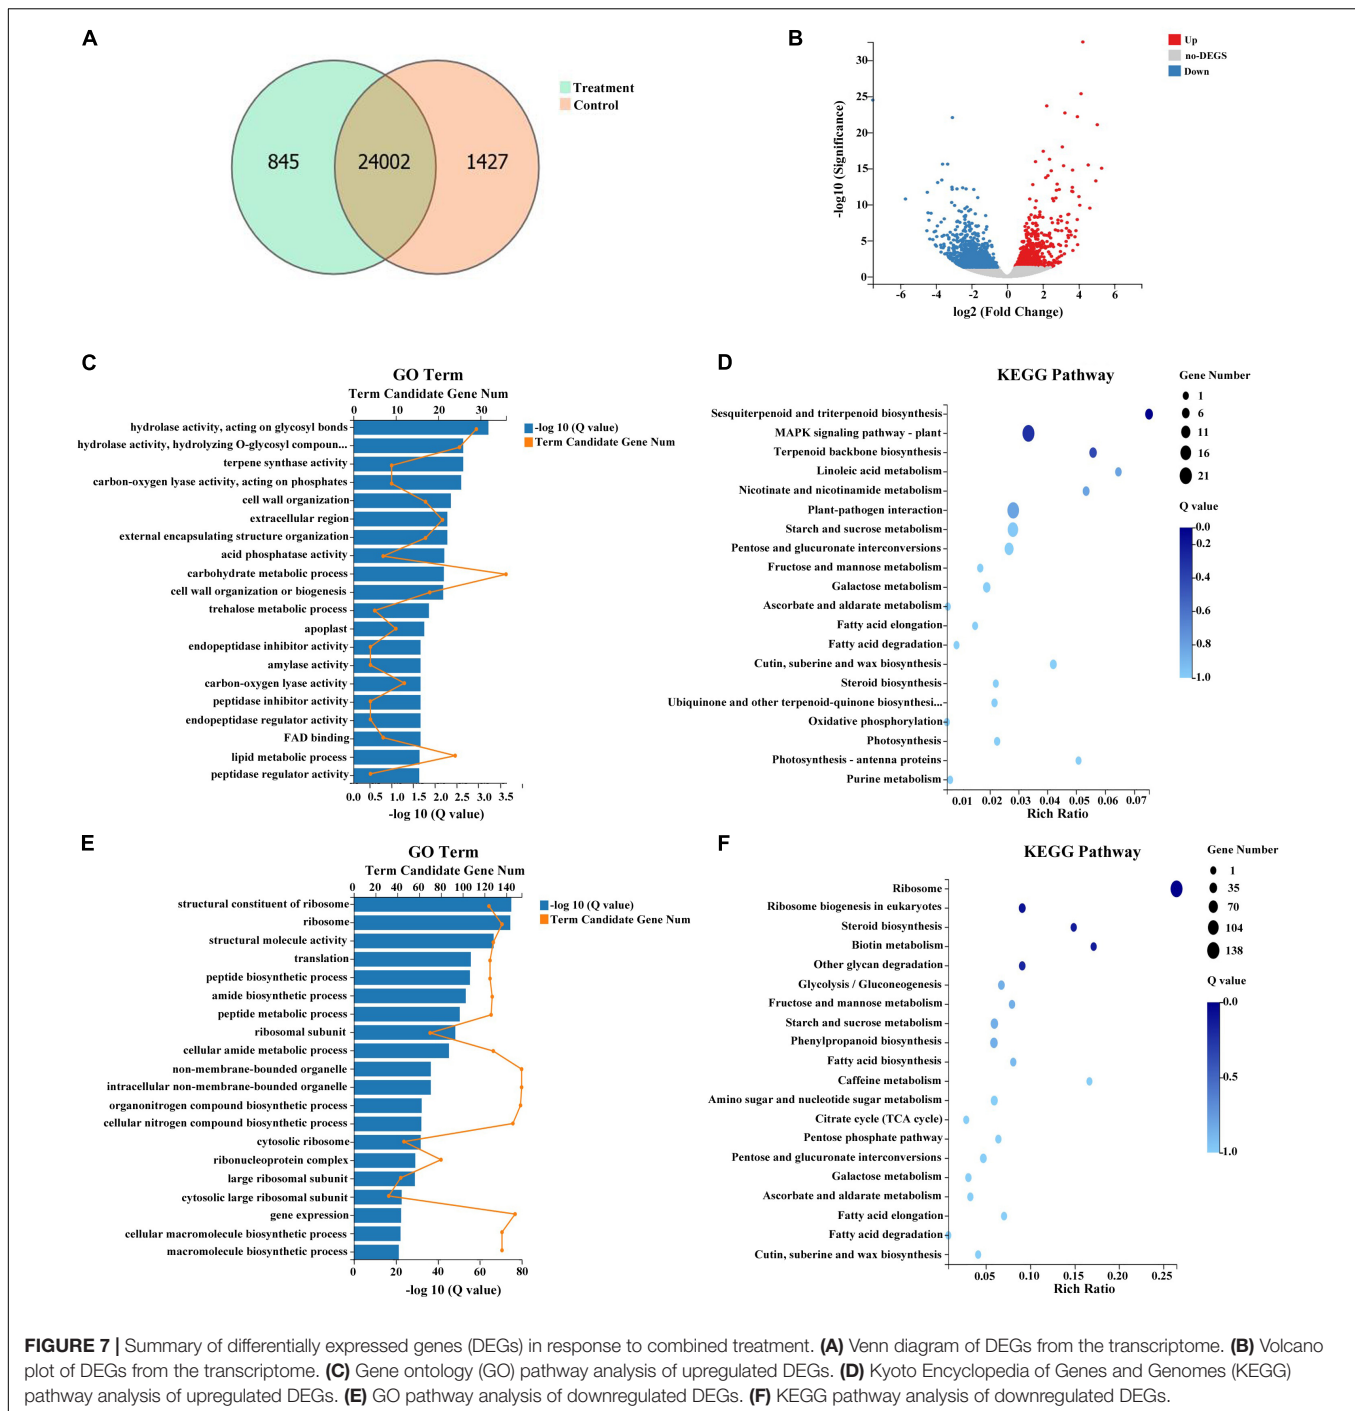 A
Treatment
Control
845
24002
1427
B
Up
no-DEGS
Down
-log10 (Significance)
30
25
20
15
10
5
0
-6 -4 -2 0 2 4 6
log2 (Fold Change)
C
GO Term
Term Candidate Gene Num
0 10 20 30
-log 10 (Q value)
Term Candidate Gene Num
hydrolase activity, acting on glycosyl bonds
hydrolase activity, hydrolyzing O-glycosyl compoun...
terpene synthase activity
carbon-oxygen lyase activity, acting on phosphates
cell wall organization
extracellular region
external encapsulating structure organization
acid phosphatase activity
carbohydrate metabolic process
cell wall organization or biogenesis
trehalose metabolic process
apoplast
endopeptidase inhibitor activity
amylase activity
carbon-oxygen lyase activity
peptidase inhibitor activity
endopeptidase regulator activity
FAD binding
lipid metabolic process
peptidase regulator activity
0.0 0.5 1.0 1.5 2.0 2.5 3.0 3.5
-log 10 (Q value)
D
KEGG Pathway
Sesquiterpenoid and triterpenoid biosynthesis
MAPK signaling pathway - plant
Terpenoid backbone biosynthesis
Linoleic acid metabolism
Nicotinate and nicotinamide metabolism
Plant-pathogen interaction
Starch and sucrose metabolism
Pentose and glucuronate interconversions
Fructose and mannose metabolism
Galactose metabolism
Ascorbate and aldarate metabolism
Fatty acid elongation
Fatty acid degradation
Cutin, suberine and wax biosynthesis
Steroid biosynthesis
Ubiquinone and other terpenoid-quinone biosynthesi...
Oxidative phosphorylation
Photosynthesis
Photosynthesis - antenna proteins
Purine metabolism
0.01 0.02 0.03 0.04 0.05 0.06 0.07
Rich Ratio
Gene Number
1
6
11
16
21
Q value
0.0
0.2
0.4
0.6
0.8
1.0
E
GO Term
Term Candidate Gene Num
0 20 40 60 80 100 120 140
-log 10 (Q value)
Term Candidate Gene Num
structural constituent of ribosome
ribosome
structural molecule activity
translation
peptide biosynthetic process
amide biosynthetic process
peptide metabolic process
ribosomal subunit
cellular amide metabolic process
non-membrane-bounded organelle
intracellular non-membrane-bounded organelle
organonitrogen compound biosynthetic process
cellular nitrogen compound biosynthetic process
cytosolic ribosome
ribonucleoprotein complex
large ribosomal subunit
cytosolic large ribosomal subunit
gene expression
cellular macromolecule biosynthetic process
macromolecule biosynthetic process
0 20 40 60 80
-log 10 (Q value)
F
KEGG Pathway
Ribosome
Ribosome biogenesis in eukaryotes
Steroid biosynthesis
Biotin metabolism
Other glycan degradation
Glycolysis / Gluconeogenesis
Fructose and mannose metabolism
Starch and sucrose metabolism
Phenylpropanoid biosynthesis
Fatty acid biosynthesis
Caffeine metabolism
Amino sugar and nucleotide sugar metabolism
Citrate cycle (TCA cycle)
Pentose phosphate pathway
Pentose and glucuronate interconversions
Galactose metabolism
Ascorbate and aldarate metabolism
Fatty acid elongation
Fatty acid degradation
Cutin, suberine and wax biosynthesis
0.05 0.10 0.15 0.20 0.25
Rich Ratio
Gene Number
1
35
70
104
138
Q value
0.0
0.5
1.0
FIGURE 7 | Summary of differentially expressed genes (DEGs) in response to combined treatment. (A) Venn diagram of DEGs from the transcriptome. (B) Volcano
plot of DEGs from the transcriptome. (C) Gene ontology (GO) pathway analysis of upregulated DEGs. (D) Kyoto Encyclopedia of Genes and Genomes (KEGG)
pathway analysis of upregulated DEGs. (E) GO pathway analysis of downregulated DEGs. (F) KEGG pathway analysis of downregulated DEGs.